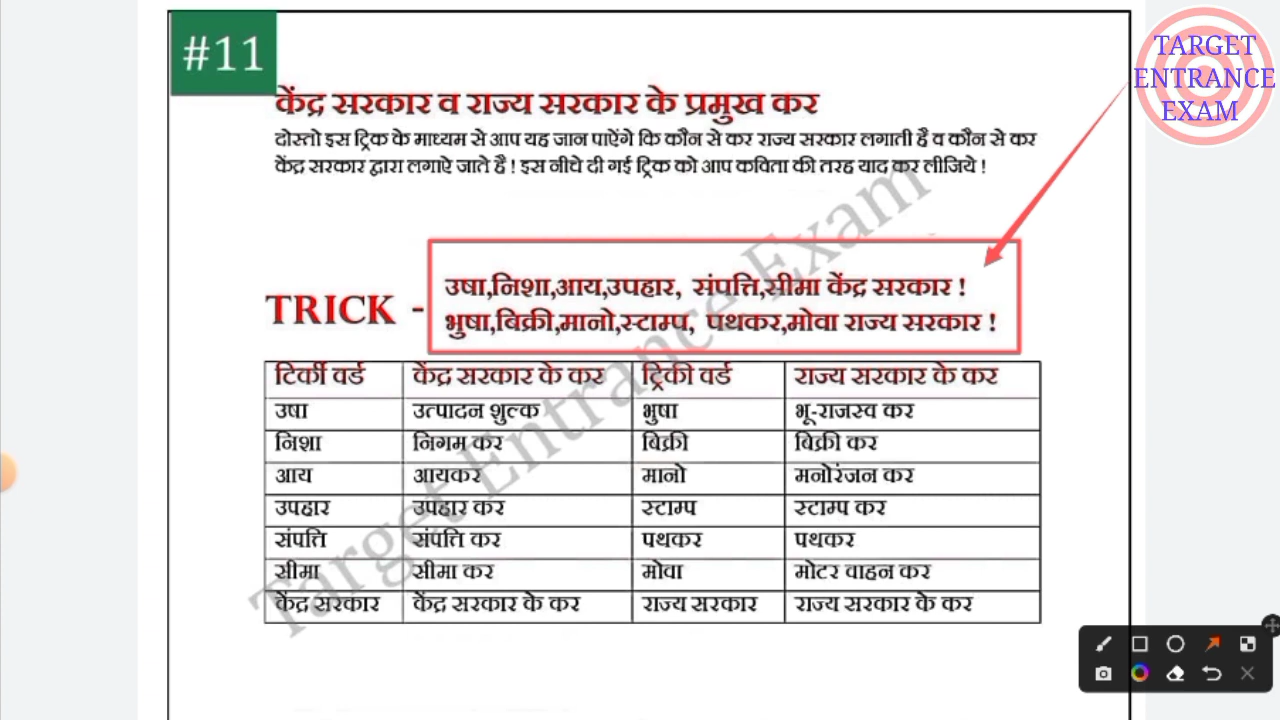 #11
TARGET
ENTRANCE
EXAM
केंद्र सरकार व राज्य सरकार के प्रमुख कर
दोस्तो इस ट्रिक के माध्यम से आप यह जान पाऐंगे कि कौन से कर राज्य सरकार लगाती है व कौन से कर
केंद्र सरकार द्वारा लगाऐ जाते है ! इस नीचे दी गई ट्रिक को आप कविता की तरह याद कर लीजिये !
TRICK - उषा,निशा,आय,उपहार, संपत्ति,सीमा केंद्र सरकार !
भुषा,बिक्री,मानो,स्टाम्प, पथकर,मोवा राज्य सरकार !
टिर्की वर्ड केंद्र सरकार के कर ट्रिकी वर्ड राज्य सरकार के कर
उषा उत्पादन शुल्क भुषा भू-राजस्व कर
निशा निगम कर बिक्री बिक्री कर
आय आयकर मानो मनोरंजन कर
उपहार उपहार कर स्टाम्प स्टाम्प कर
संपत्ति संपत्ति कर पथकर पथकर
सीमा सीमा कर मोवा मोटर वाहन कर
केंद्र सरकार केंद्र सरकार के कर राज्य सरकार राज्य सरकार के कर
Target Entrance Exam